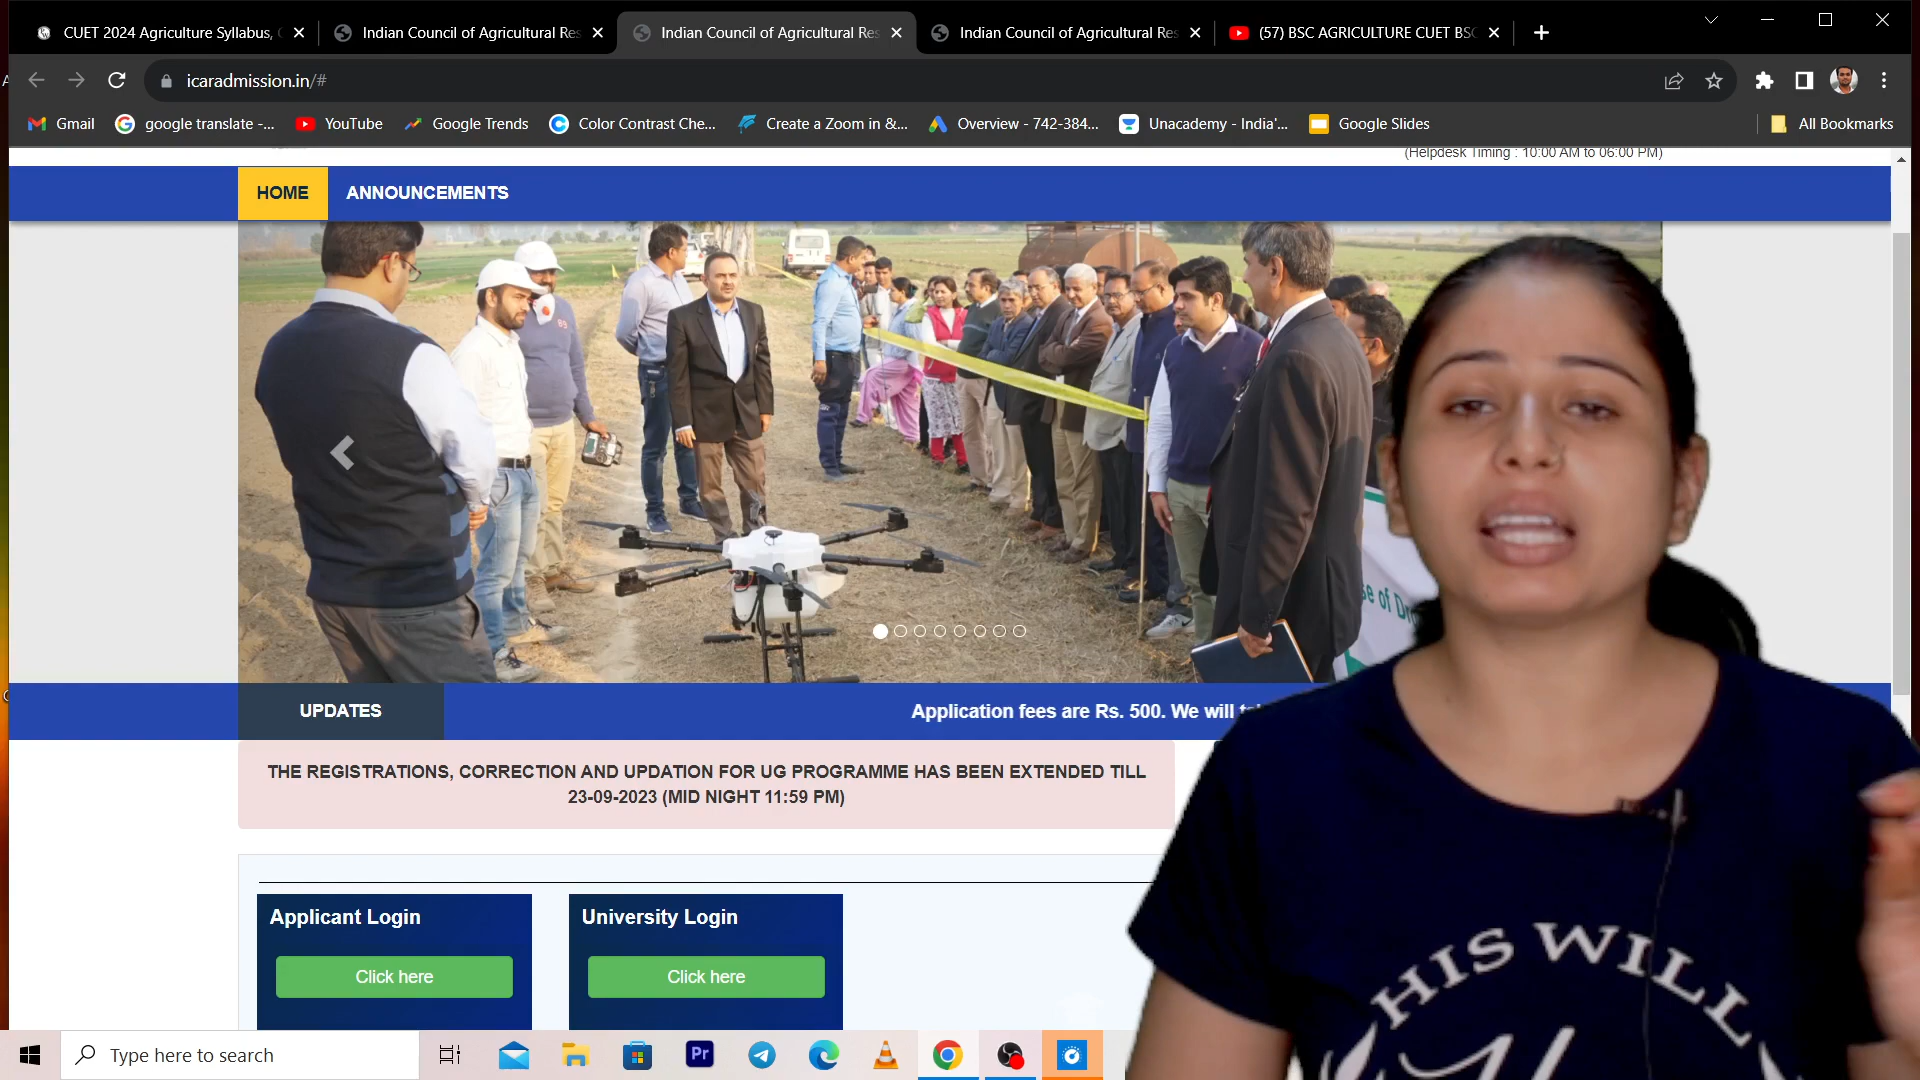 CUET 2024 Agriculture Syllabus,
Indian Council of Agricultural Res
Indian Council of Agricultural Res
Indian Council of Agricultural Res
(57) BSC AGRICULTURE CUET BSC
icaradmission.in/#
Gmail
google translate -...
YouTube
Google Trends
Color Contrast Che...
Create a Zoom in &...
Overview - 742-384...
Unacademy - India'...
Google Slides
All Bookmarks
(Helpdesk Timing : 10:00 AM to 06:00 PM)
HOME
ANNOUNCEMENTS
se of Dr
UPDATES
Application fees are Rs. 500. We will
THE REGISTRATIONS, CORRECTION AND UPDATION FOR UG PROGRAMME HAS BEEN EXTENDED TILL
23-09-2023 (MID NIGHT 11:59 PM)
Applicant Login
University Login
Click here
Click here
HIS WILL
Type here to search
Pr